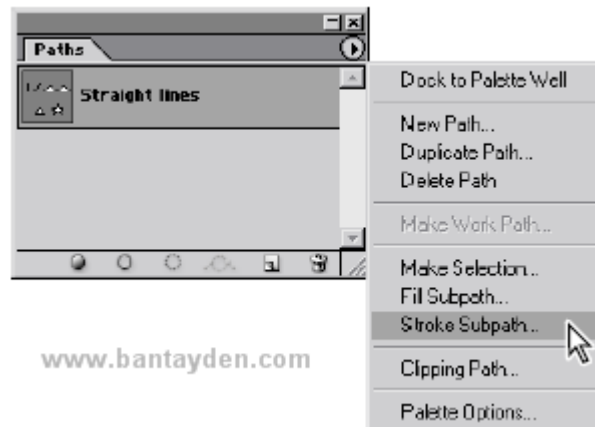 Paths
Straight lines
Dock to Palette Well
New Path...
Duplicate Path...
Delete Path
Make Work Path...
Make Selection...
Fill Subpath...
Stroke Subpath...
Clipping Path...
Palette Options...
www.bantayden.com